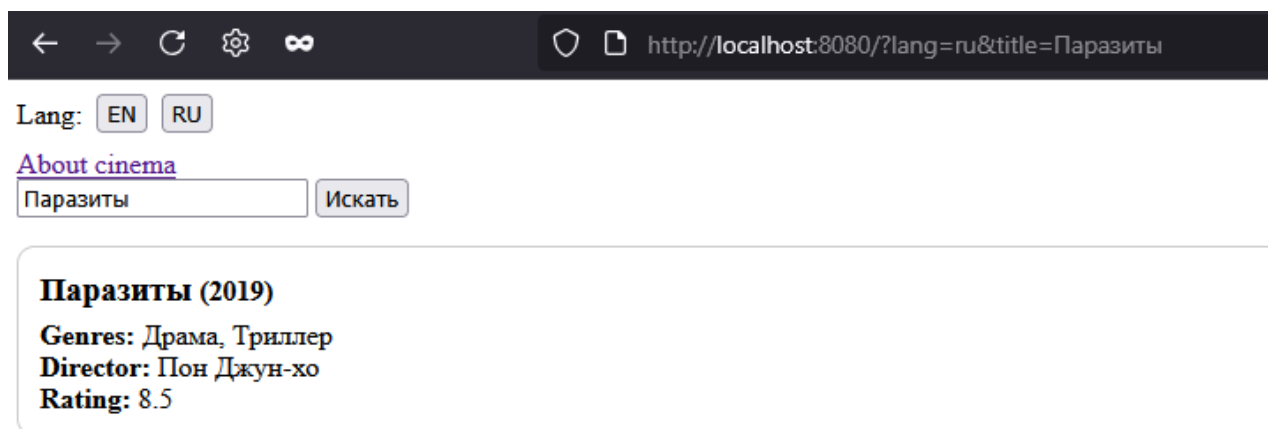 http://localhost:8080/?lang=ru&title=Паразиты
Lang: EN RU
About cinema
Паразиты Искать
Паразиты (2019)
Genres: Драма, Триллер
Director: Пон Джун-хо
Rating: 8.5